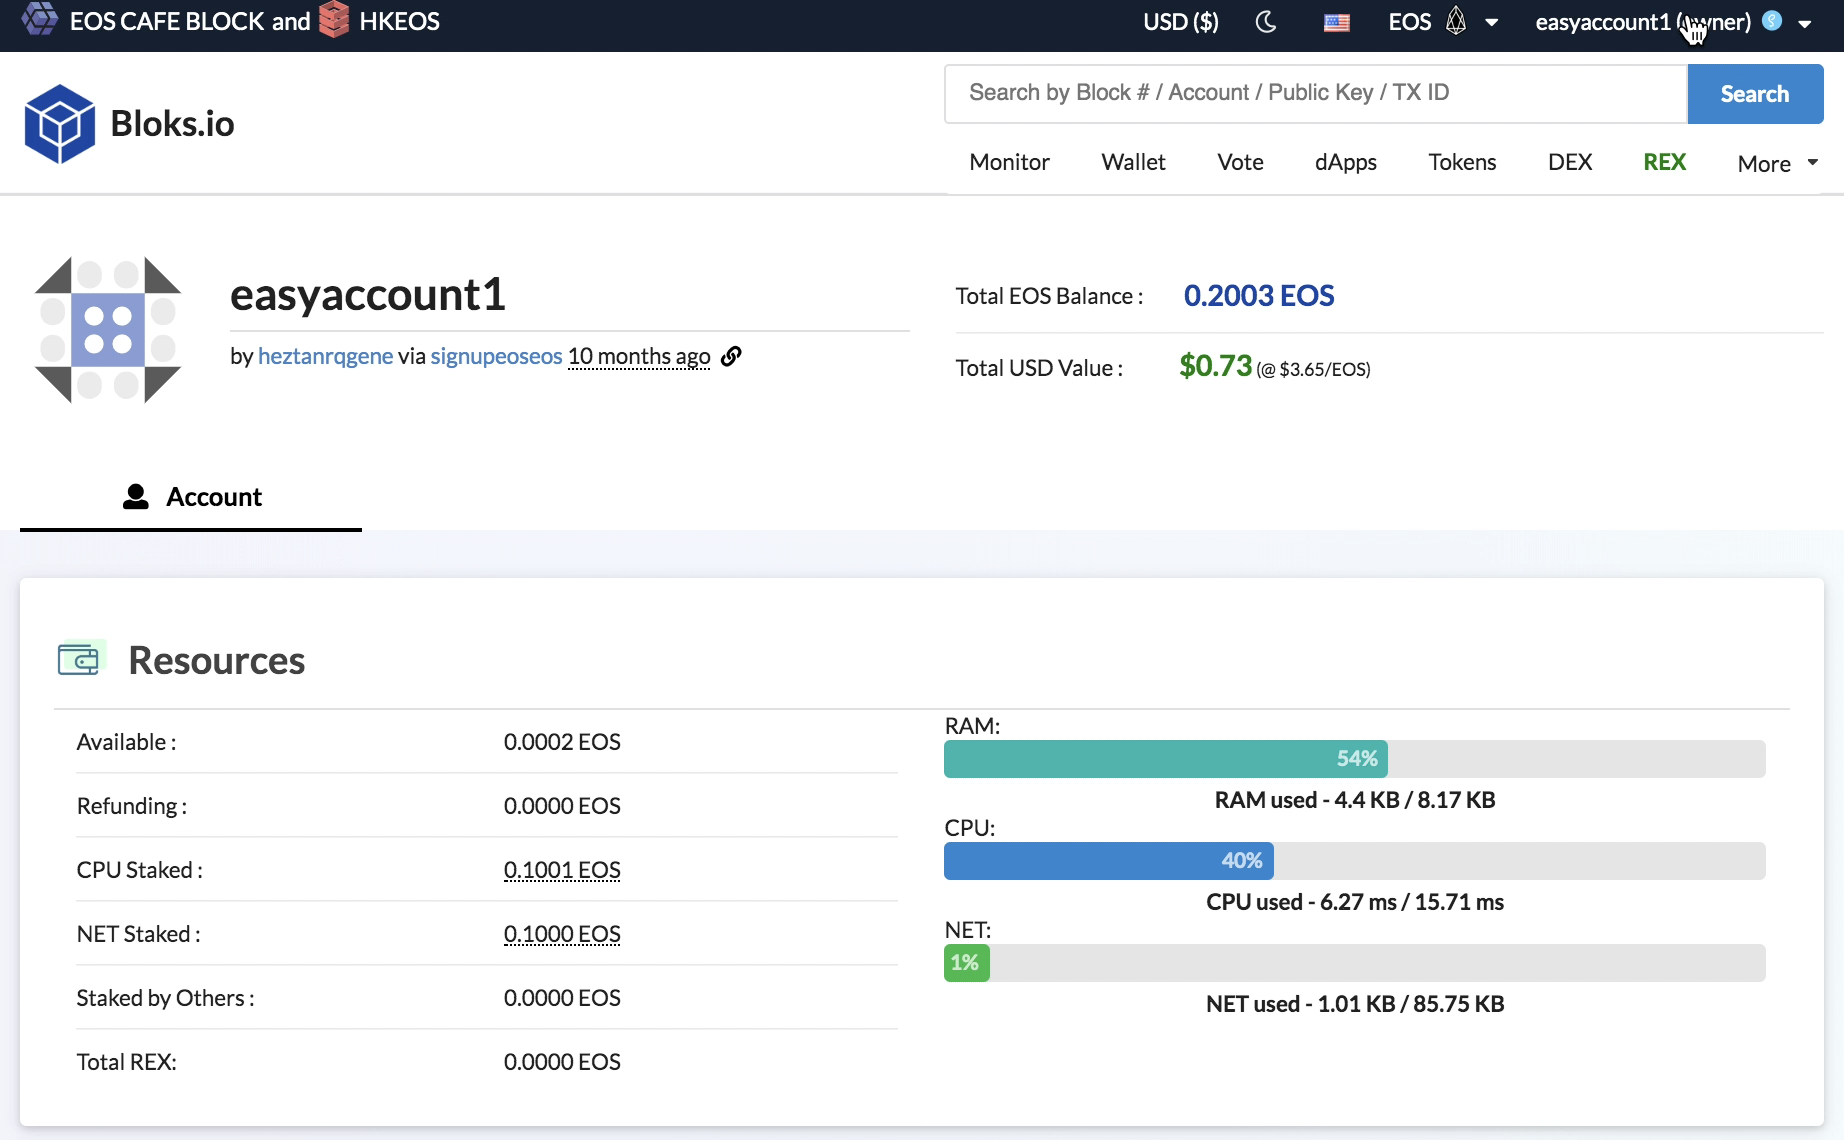 EOS CAFE BLOCK and HKEOS
USD ($) EOS easyaccount1
Bloks.io
Search by Block # / Account / Public Key / TX ID
Search
Monitor Wallet Vote dApps Tokens DEX REX More
easyaccount1
by heztanrqgene via signupeoseos 10 months ago
Total EOS Balance : 0.2003 EOS
Total USD Value : $0.73 (@ $3.65/EOS)
Account
Resources
Available : 0.0002 EOS
Refunding : 0.0000 EOS
CPU Staked : 0.1001 EOS
NET Staked : 0.1000 EOS
Staked by Others : 0.0000 EOS
Total REX: 0.0000 EOS
RAM:
54%
RAM used - 4.4 KB / 8.17 KB
CPU:
40%
CPU used - 6.27 ms / 15.71 ms
NET:
1%
NET used - 1.01 KB / 85.75 KB